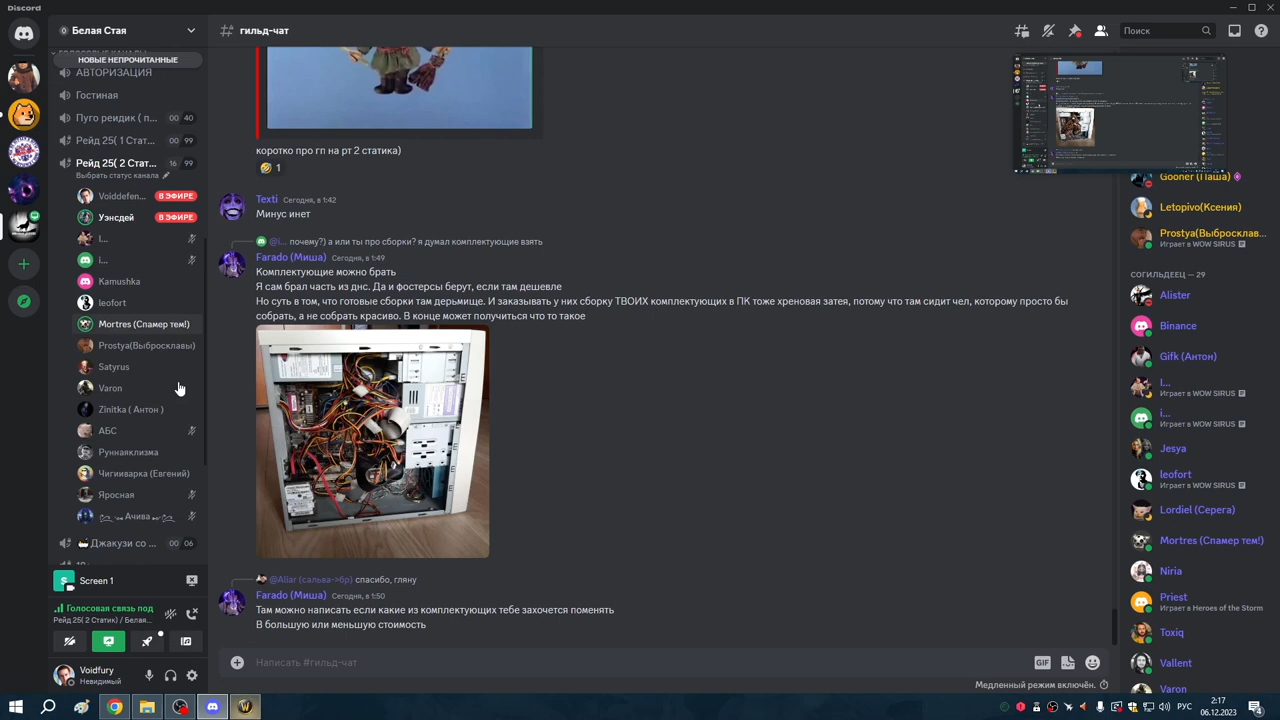 Discord
Белая Стая
гильд-чат
Поиск
НОВЫЕ НЕПРОЧИТАННЫЕ
АВТОРИЗАЦИЯ
Гостиная
Пуго рейдик ( п... 00 40
Рейд 25( 1 Стат... 00 99
Рейд 25( 2 Стат... 16 99
Выбрать статус канала
Voiddefen... В ЭФИРЕ
Уэнсдей В ЭФИРЕ
l...
i...
Kamushka
leofort
Mortres (Спамер тем!)
Prostya(Выброславы)
Satyrus
Varon
Zinitka ( Антон )
АБС
Руннаяклизма
Чигииварка (Евгений)
Яросная
Ачива
Джакузи со ... 00 06
Screen 1
Голосовая связь под
Рейд 25( 2 Статик) / Белая...
Voidfury
Невидимый
коротко про гп на рт 2 статика)
1
Texti Сегодня, в 1:42
Минус инет
@i... почему?) а или ты про сборки? я думал комплектующие взять
Farado (Миша) Сегодня, в 1:49
Комплектующие можно брать
Я сам брал часть из днс. Да и фостерсы берут, если там дешевле
Но суть в том, что готовые сборки там дерьмище. И заказывать у них сборку ТВОИХ комплектующих в ПК тоже хреновая затея, потому что там сидит чел, которому просто бы
собрать, а не собрать красиво. В конце может получиться что то такое
@Allar (сальва->бр) спасибо, гляну
Farado (Миша) Сегодня, в 1:50
Там можно написать если какие из комплектующих тебе захочется поменять
В большую или меньшую стоимость
Написать #гильд-чат
GIF
Медленный режим включён.
Gooner (Паша)
Letopivo(Ксения)
Prostya(Выброслав...
Играет в WOW SIRUS
СОГИЛЬДЕЕЦ — 29
Alister
Binance
Gifk (Антон)
l...
Играет в WOW SIRUS
i...
Играет в WOW SIRUS
Jesya
leofort
Играет в WOW SIRUS
Lordiel (Серега)
Mortres (Спамер тем!)
Niria
Priest
Играет в Heroes of the Storm
Toxiq
Vallent
Varon
РУС
2:17
06.12.2023